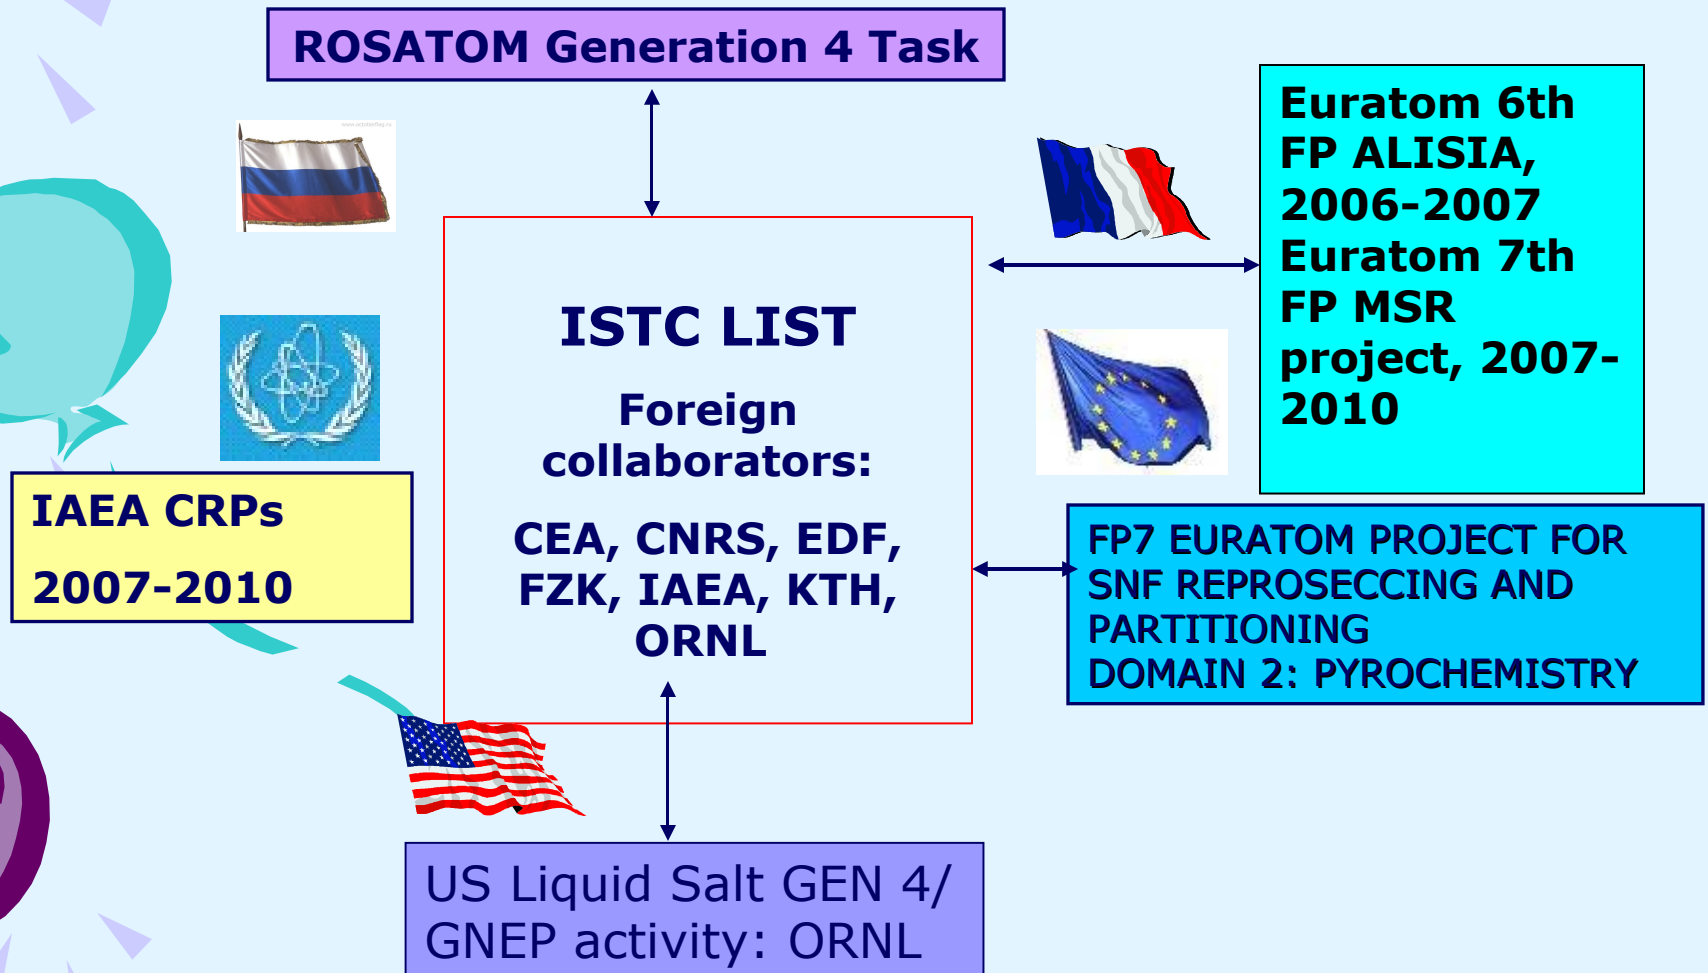 ROSATOM Generation 4 Task
Euratom 6th
FP ALISIA,
2006-2007
Euratom 7th
FP MSR
project, 2007-
2010
ISTC LIST
Foreign
collaborators:
CEA, CNRS, EDF,
FZK, IAEA, KTH,
ORNL
IAEA CRPs
2007-2010
FP7 EURATOM PROJECT FOR
SNF REPROSECCING AND
PARTITIONING
DOMAIN 2: PYROCHEMISTRY
US Liquid Salt GEN 4/
GNEP activity: ORNL